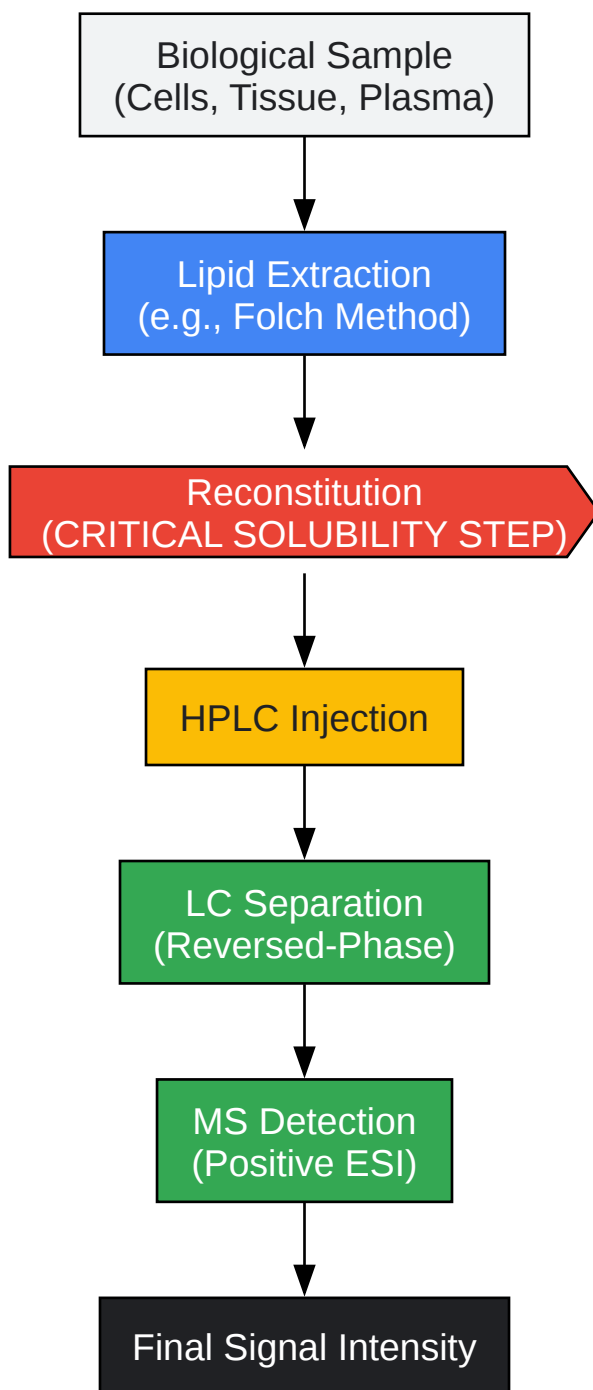 Biological Sample
(Cells, Tissue, Plasma)
Lipid Extraction
(e.g., Folch Method)
Reconstitution
(CRITICAL SOLUBILITY STEP)
HPLC Injection
LC Separation
(Reversed-Phase)
MS Detection
(Positive ESI)
Final Signal Intensity